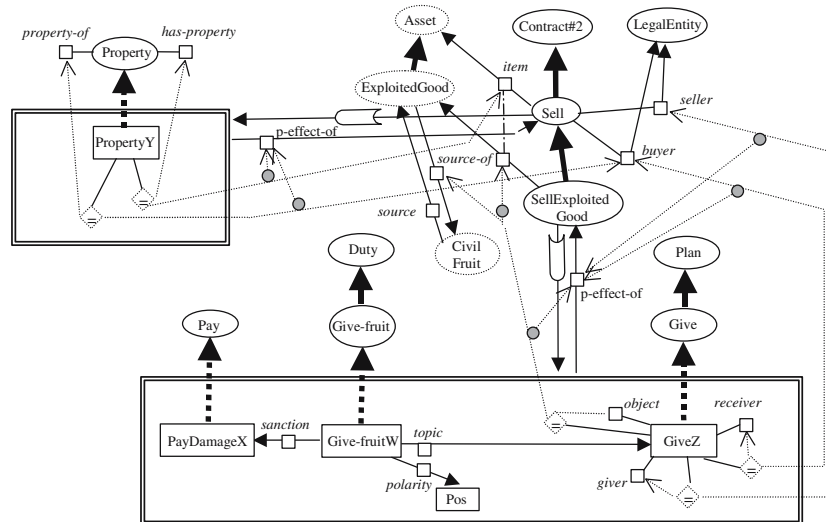 Asset
Contract#2
LegalEntity
property-of
has-property
Property
item
ExploitedGood
Sell
seller
PropertyY
p-effect-of
source-of
buyer
=
=
source
SellExploited
Good
Civil
Fruit
Duty
Plan
p-effect-of
Pay
Give-fruit
Give
object
receiver
=
sanction
topic
PayDamageX
Give-fruitW
GiveZ
polarity
giver
=
=
Pos